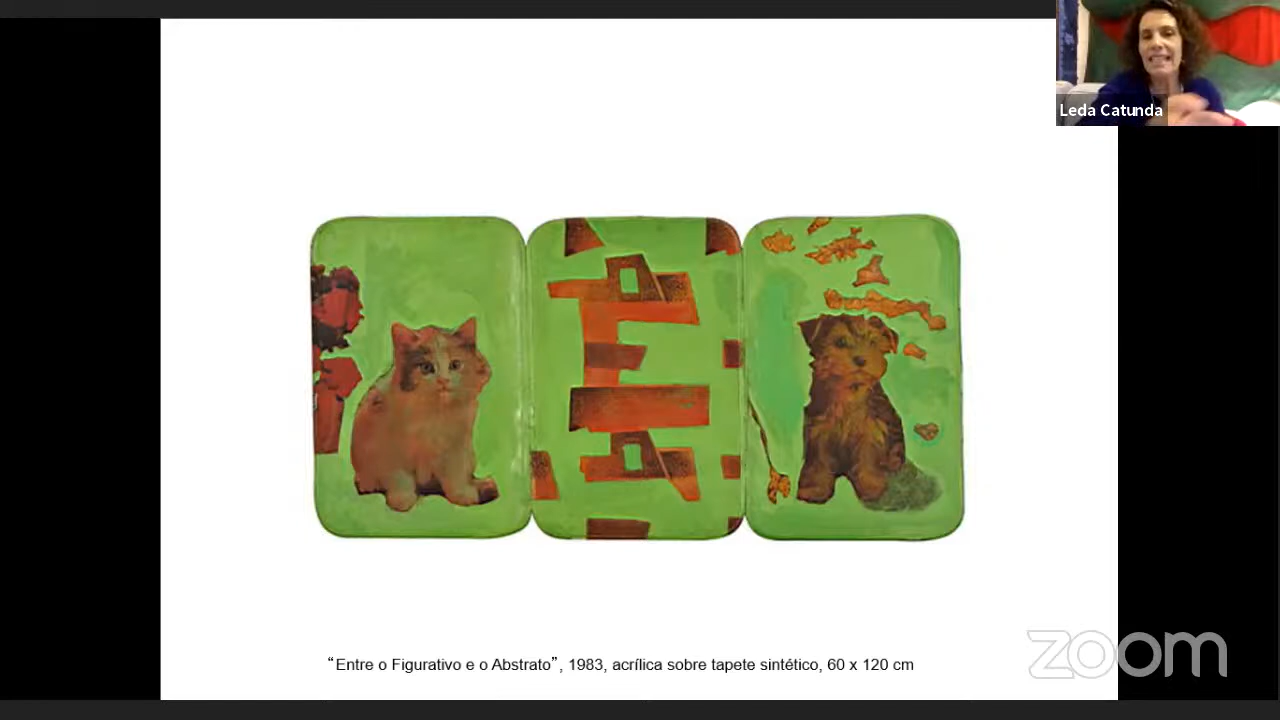 Leda Catunda
“Entre o Figurativo e o Abstrato”, 1983, acrílica sobre tapete sintético, 60 x 120 cm
zoom